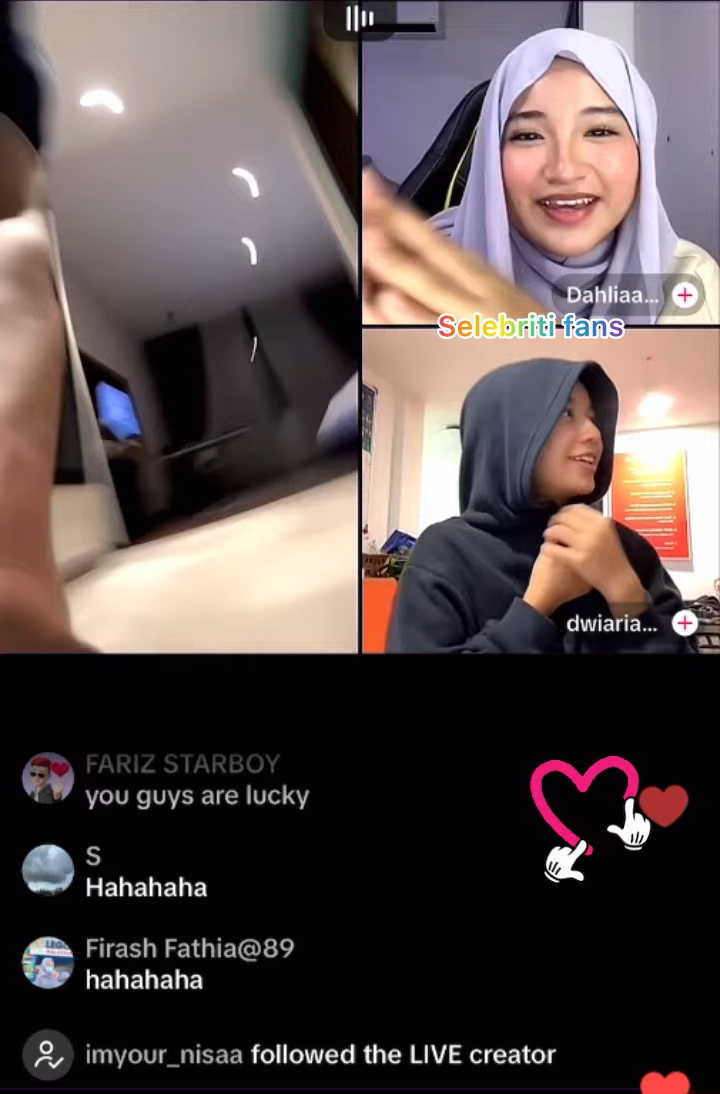 Dahliaa...
Selebriti fans
dwiaria...
FARIZ STARBOY
you guys are lucky
S
Hahahaha
Firash Fathia@89
hahahaha
imyour_nisaa followed the LIVE creator